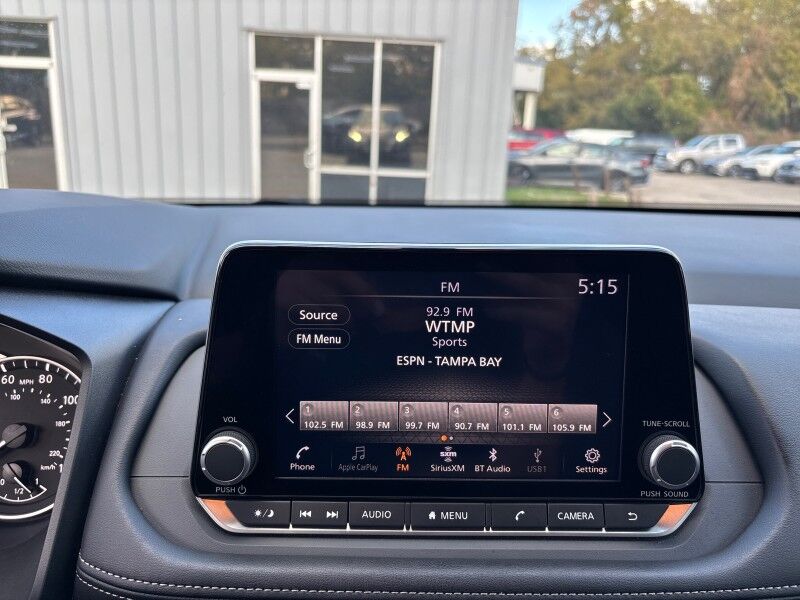 FM
5:15
Source
FM Menu
92.9 FM
WTMP
Sports
ESPN - TAMPA BAY
1 2 3 4 5 6
102.5 FM 98.9 FM 99.7 FM 90.7 FM 101.1 FM 105.9 FM
sxm
Phone Apple CarPlay FM SiriusXM BT Audio USB1 Settings
VOL
PUSH
TUNE-SCROLL
PUSH SOUND
AUDIO MENU CAMERA
60 MPH 80 100
100 140
180
220
km/h
1/2 1